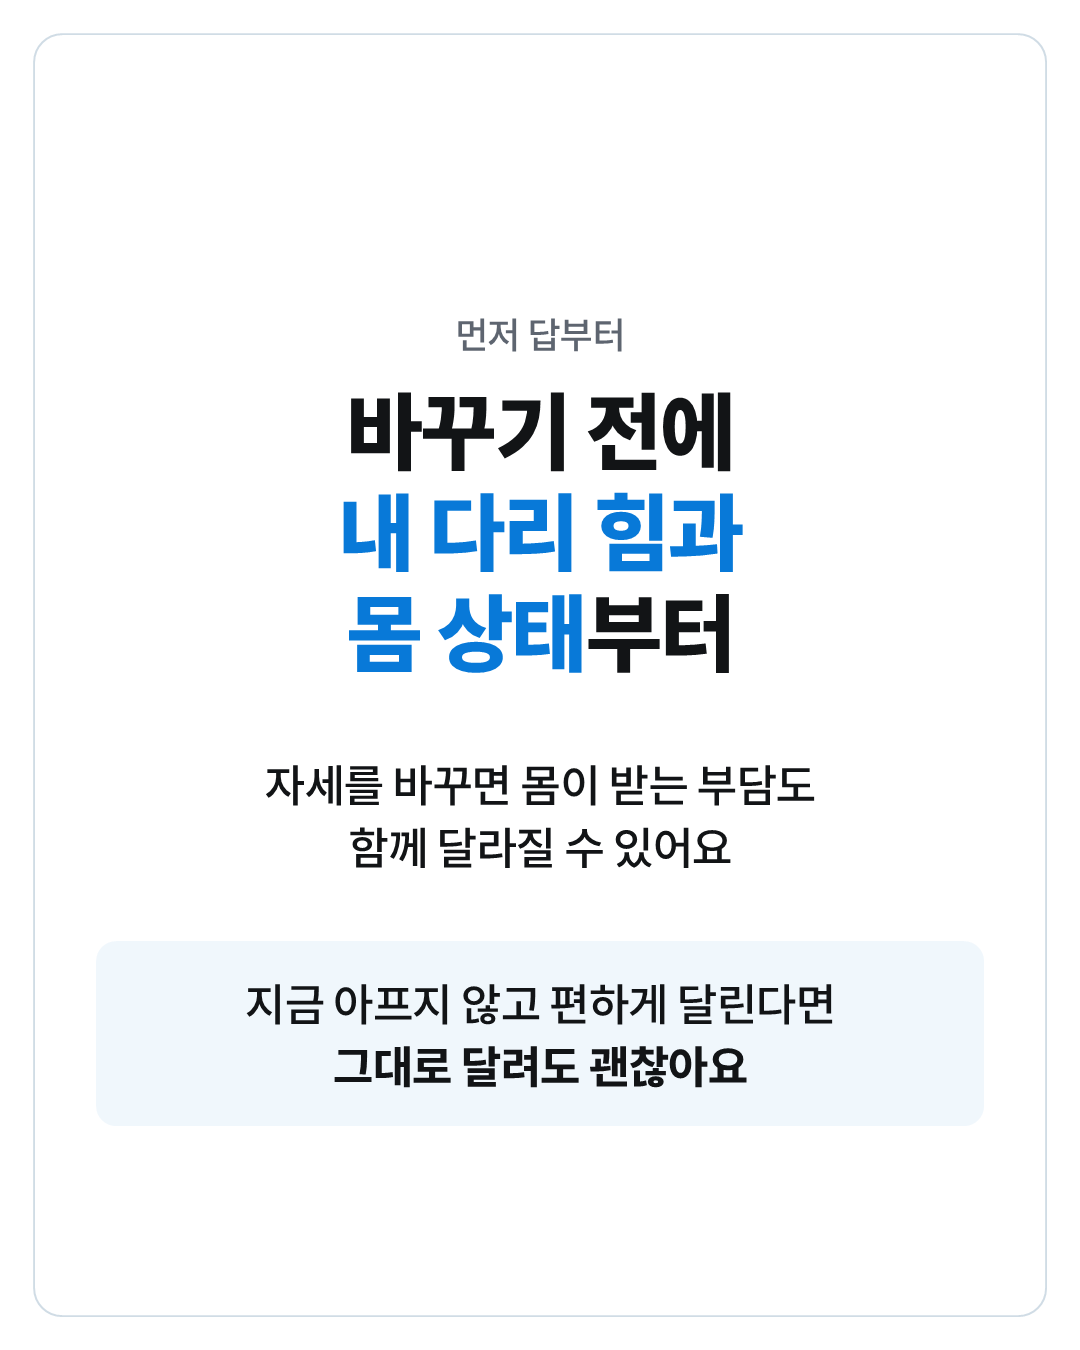 먼저 답부터
바꾸기 전에
내 다리 힘과
몸 상태부터
자세를 바꾸면 몸이 받는 부담도
함께 달라질 수 있어요
지금 아프지 않고 편하게 달린다면
그대로 달려도 괜찮아요